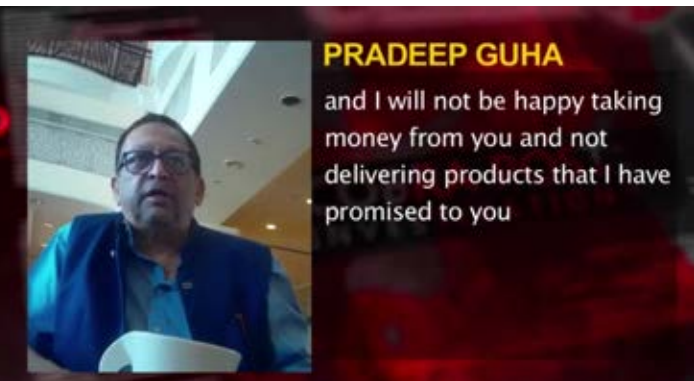 PRADEEP GUHA
and I will not be happy taking
money from you and not
delivering products that I have
promised to you